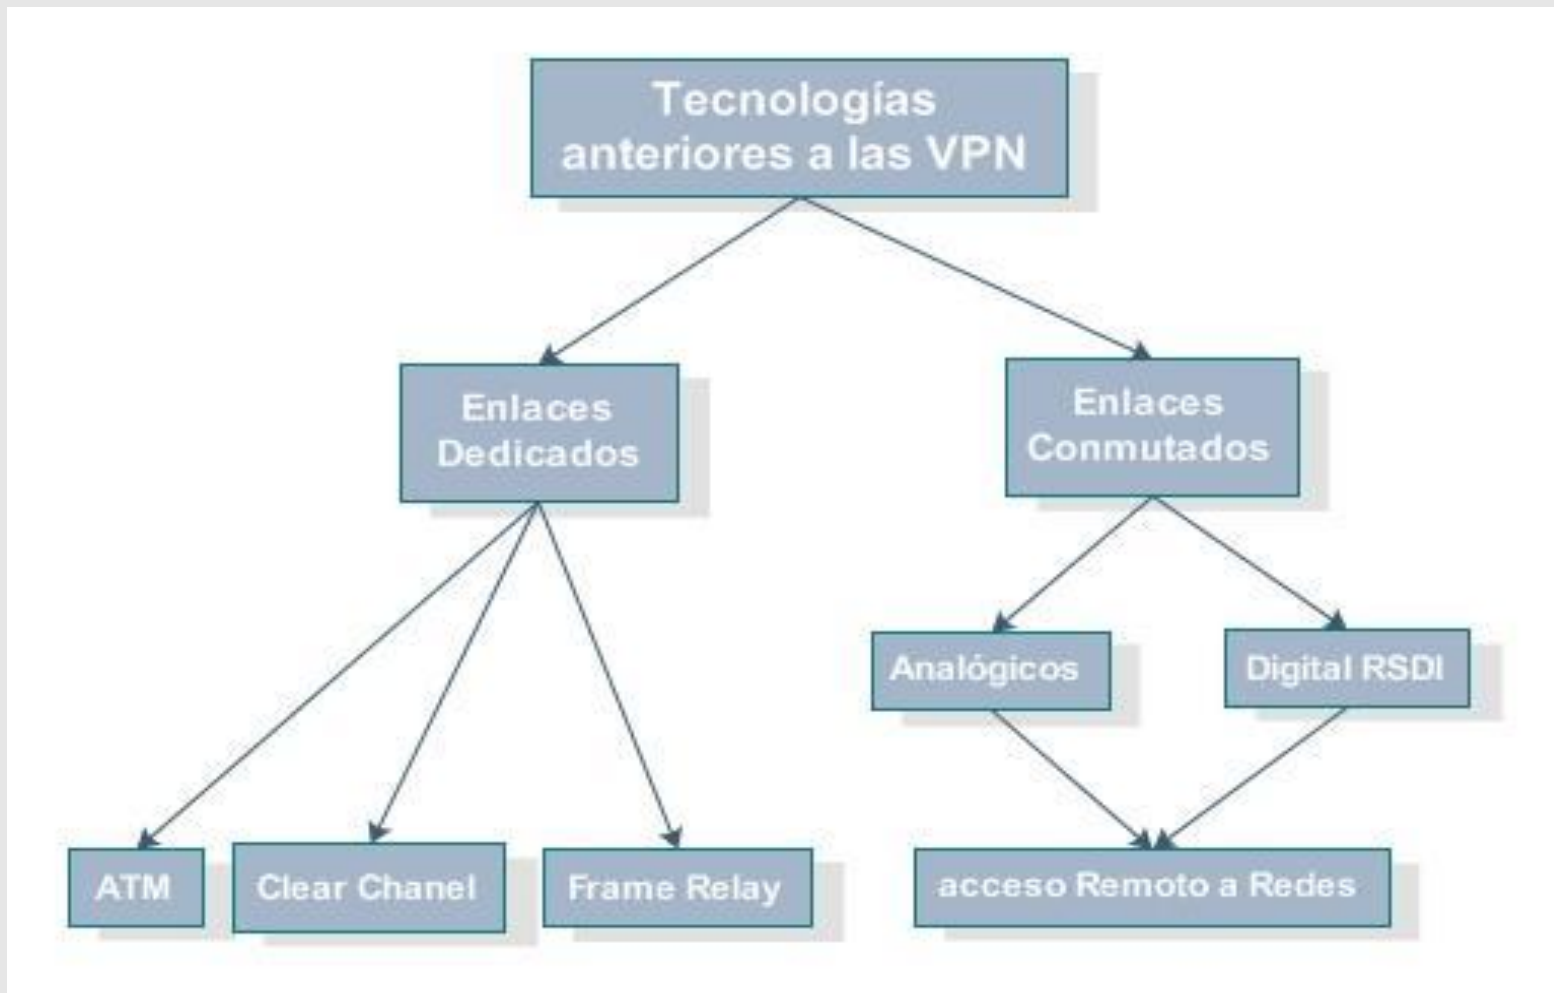 Tecnologías
anteriores a las VPN
Enlaces
Dedicados
Enlaces
Conmutados
Analógicos
Digital RSDI
ATM
Clear Chanel
Frame Relay
acceso Remoto a Redes